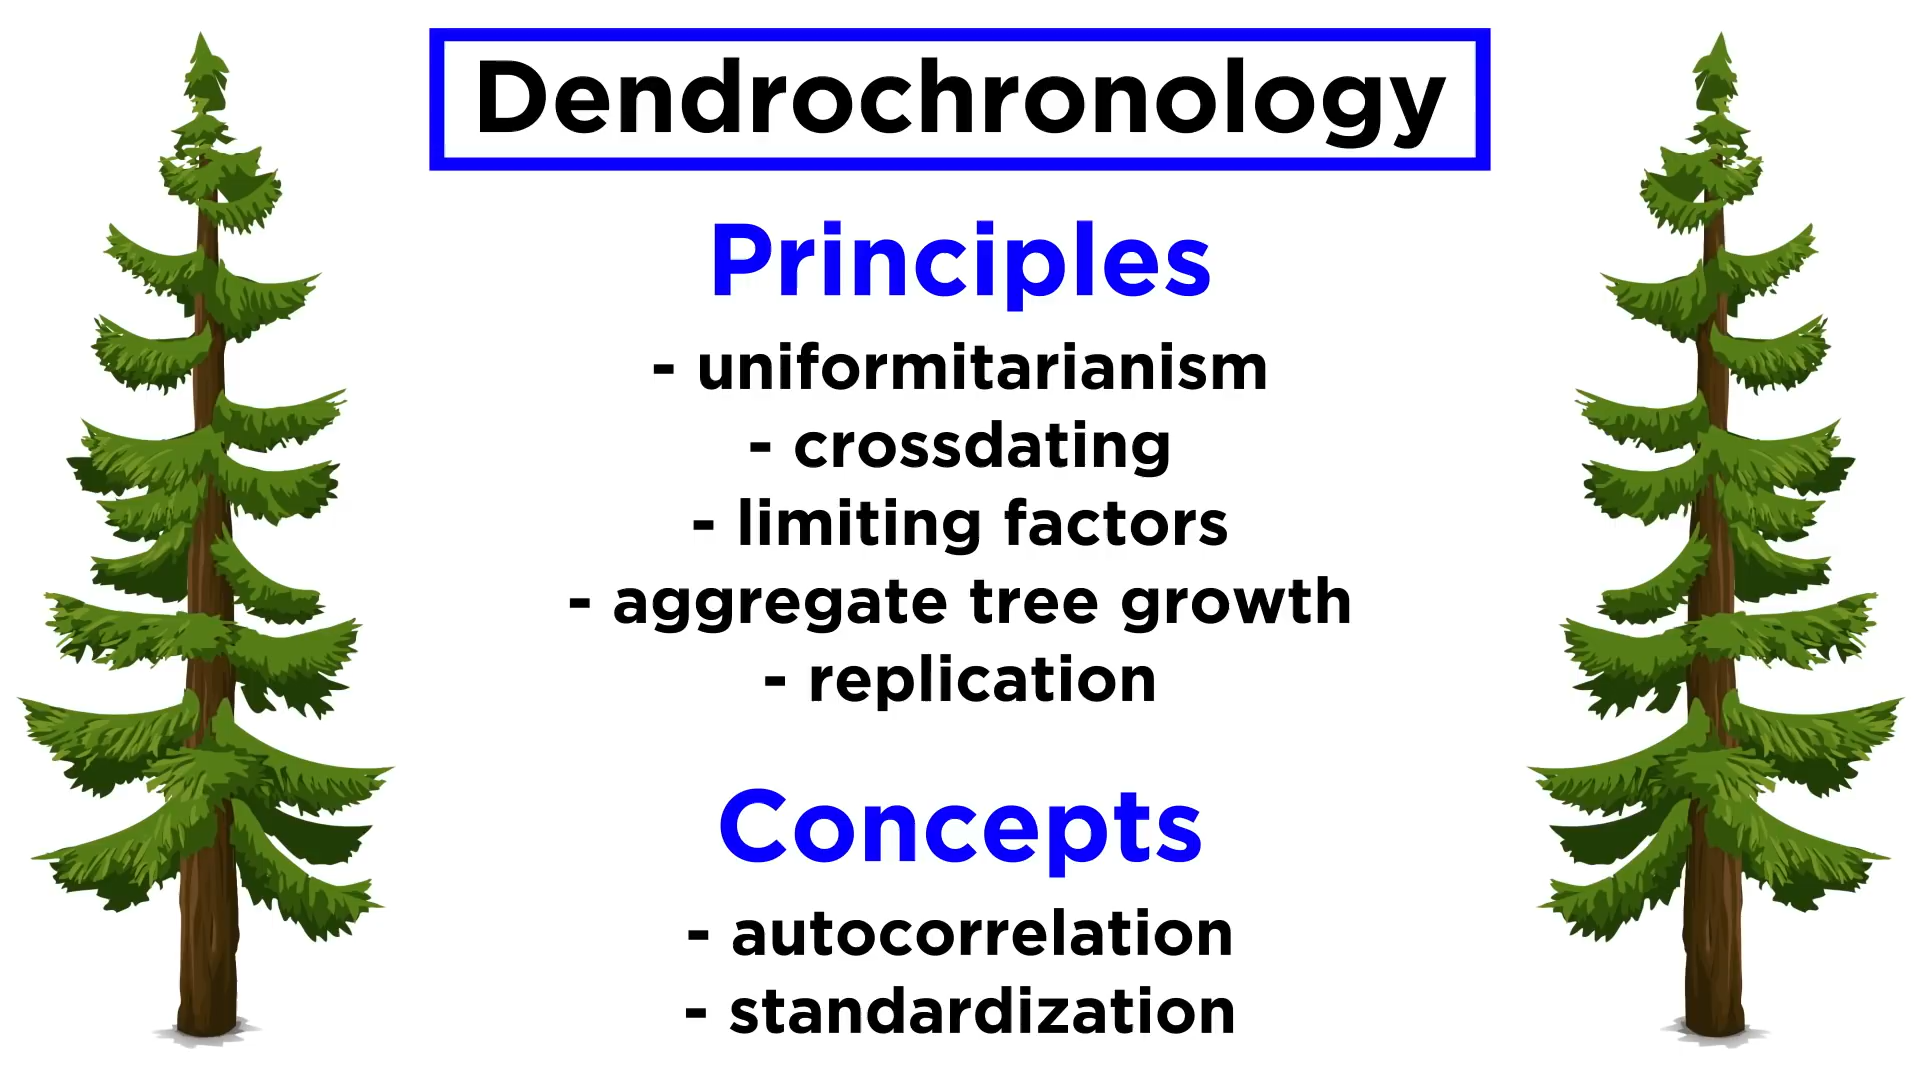 Dendrochronology
Principles
- uniformitarianism
- crossdating
- limiting factors
- aggregate tree growth
- replication
Concepts
- autocorrelation
- standardization